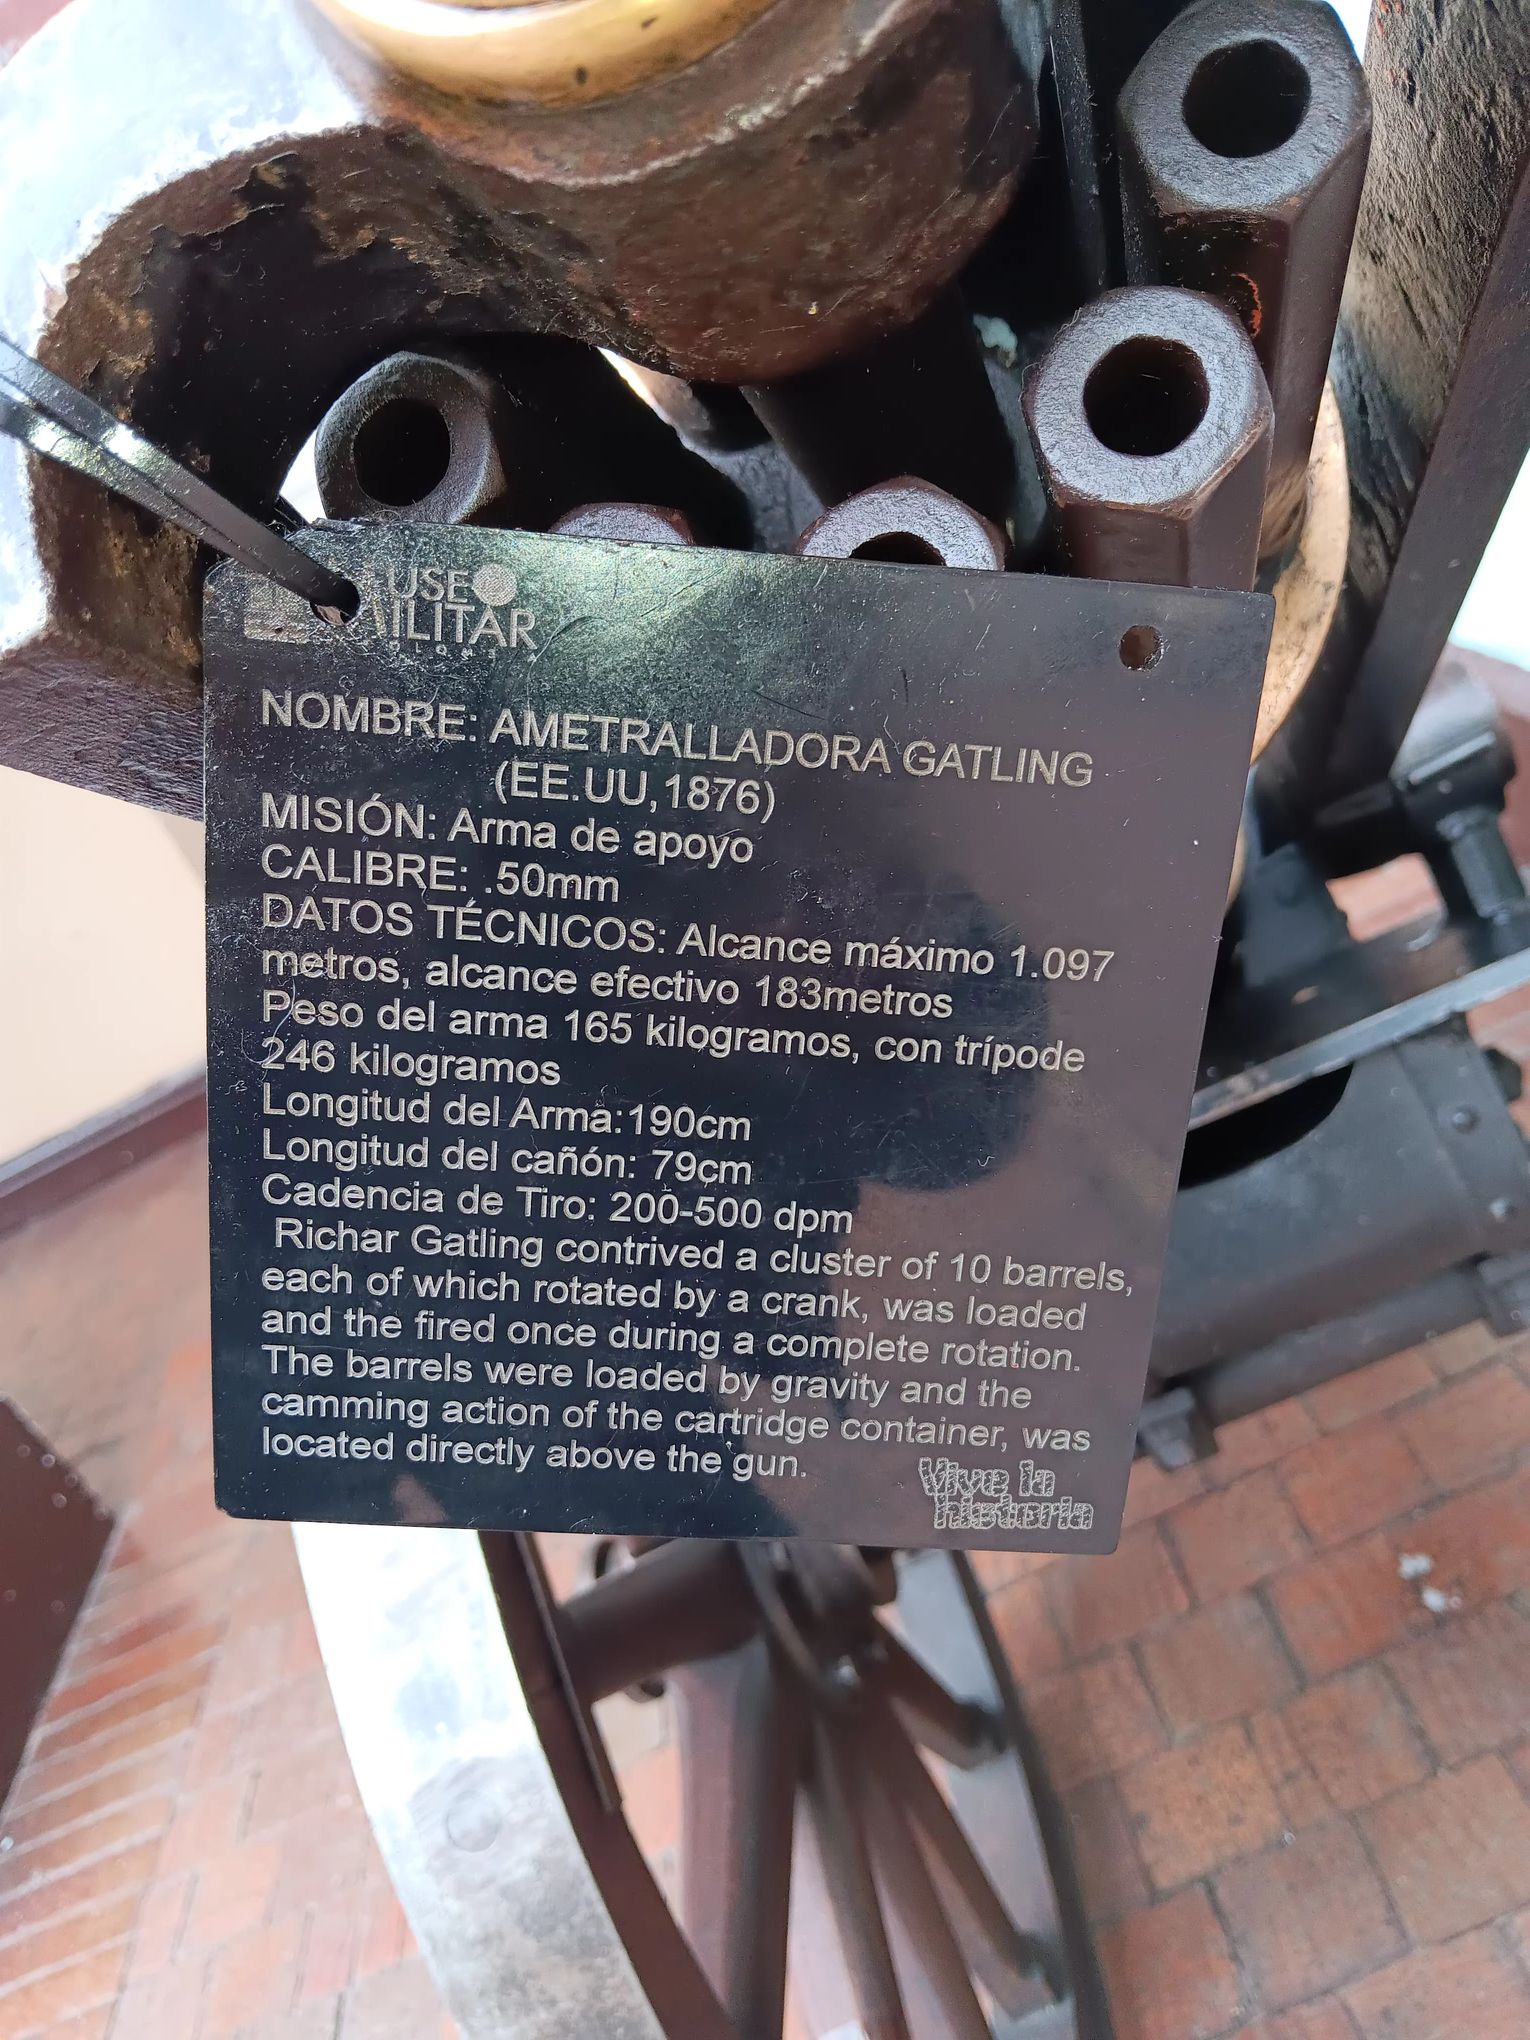 MUSEO
MILITAR
NOMBRE: AMETRALLADORA GATLING
(EE.UU,1876)
MISIÓN: Arma de apoyo
CALIBRE: .50mm
DATOS TÉCNICOS: Alcance máximo 1.097
metros, alcance efectivo 183metros
Peso del arma 165 kilogramos, con trípode
246 kilogramos
Longitud del Arma:190cm
Longitud del cañón: 79cm
Cadencia de Tiro: 200-500 dpm
Richar Gatling contrived a cluster of 10 barrels,
each of which rotated by a crank, was loaded
and the fired once during a complete rotation.
The barrels were loaded by gravity and the
camming action of the cartridge container, was
located directly above the gun.
Vive la
historia